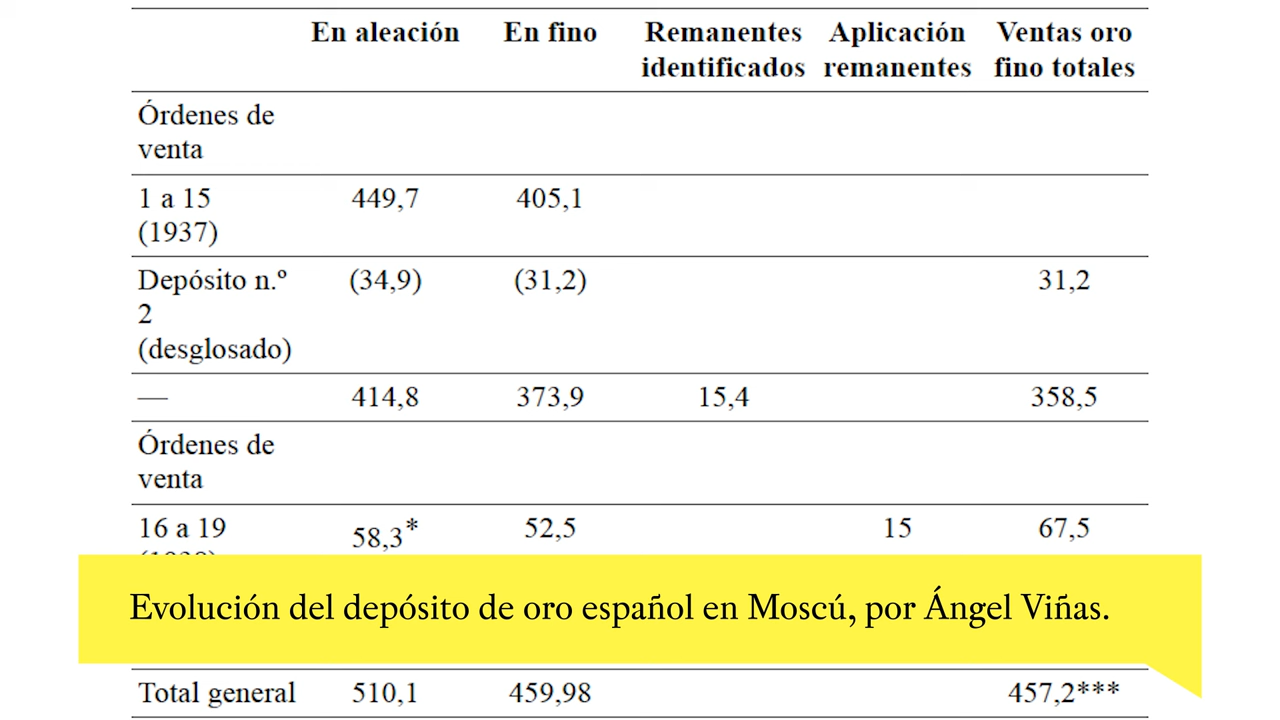 En aleación En fino Remanentes identificados Aplicación remanentes Ventas oro fino totales
Órdenes de
venta
1 a 15 449,7 405,1
(1937)
Depósito n.º (34,9) (31,2) 31,2
2
(desglosado)
— 414,8 373,9 15,4 358,5
Órdenes de
venta
16 a 19 58,3* 52,5 15 67,5
Evolución del depósito de oro español en Moscú, por Ángel Viñas.
Total general 510,1 459,98 457,2***